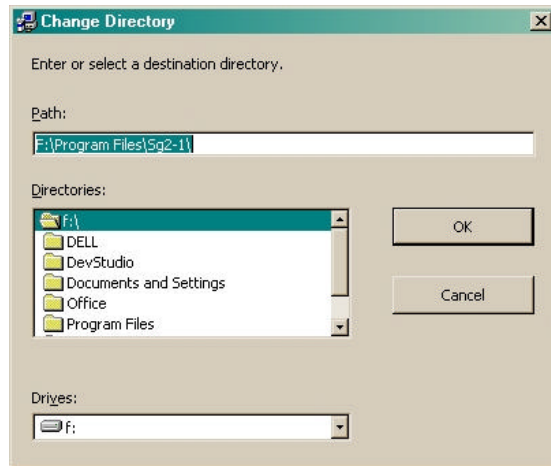 Change Directory
Enter or select a destination directory.
Path:
F:\Program Files\Sg2-1\
Directories:
f:\
DELL
DevStudio
Documents and Settings
Office
Program Files
OK
Cancel
Drives:
f: